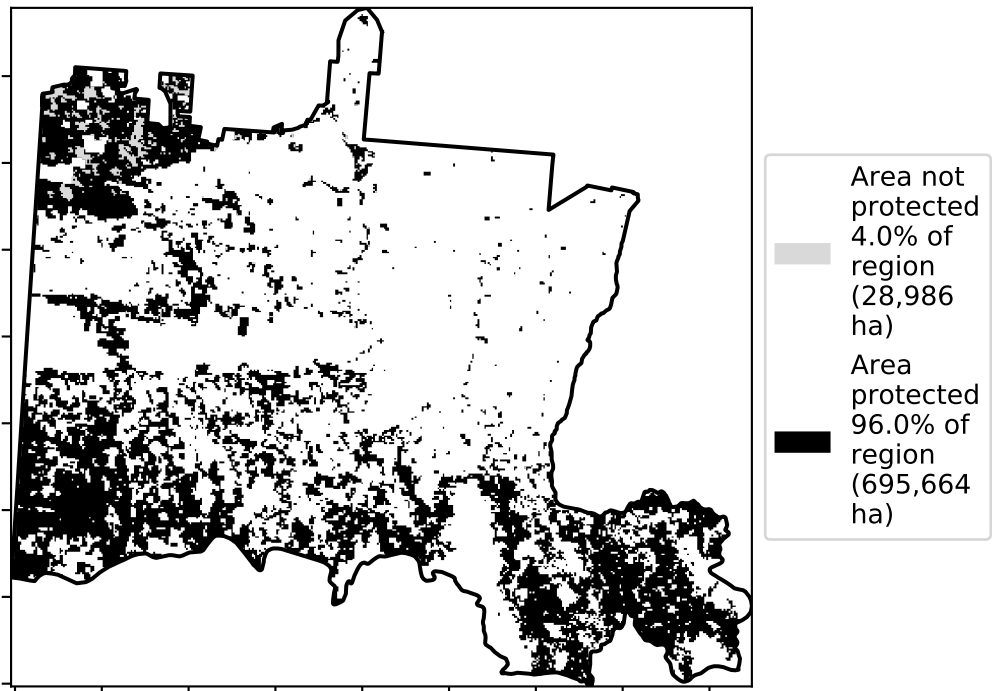 Area not
protected
4.0% of
region
(28,986
ha)
Area
protected
96.0% of
region
(695,664
ha)